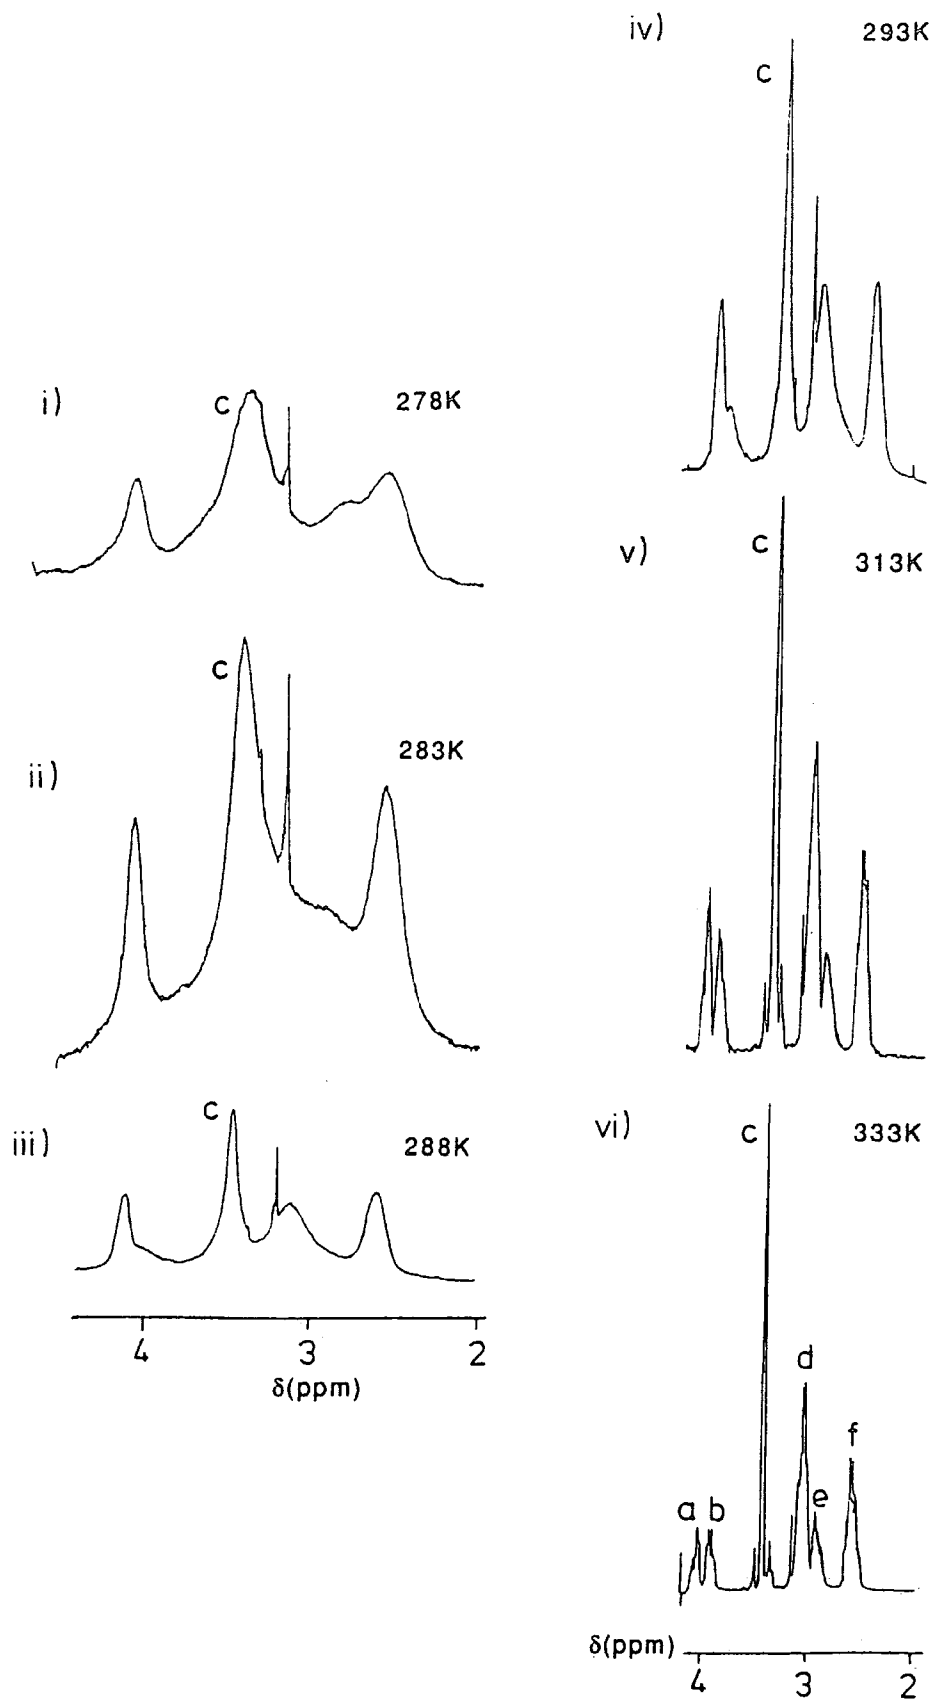 i)
c
278K
ii)
c
283K
iii)
c
288K
4 3 2
δ(ppm)
iv)
293K
c
v)
c
313K
vi)
c
333K
d
f
a b
e
δ(ppm)
4 3 2